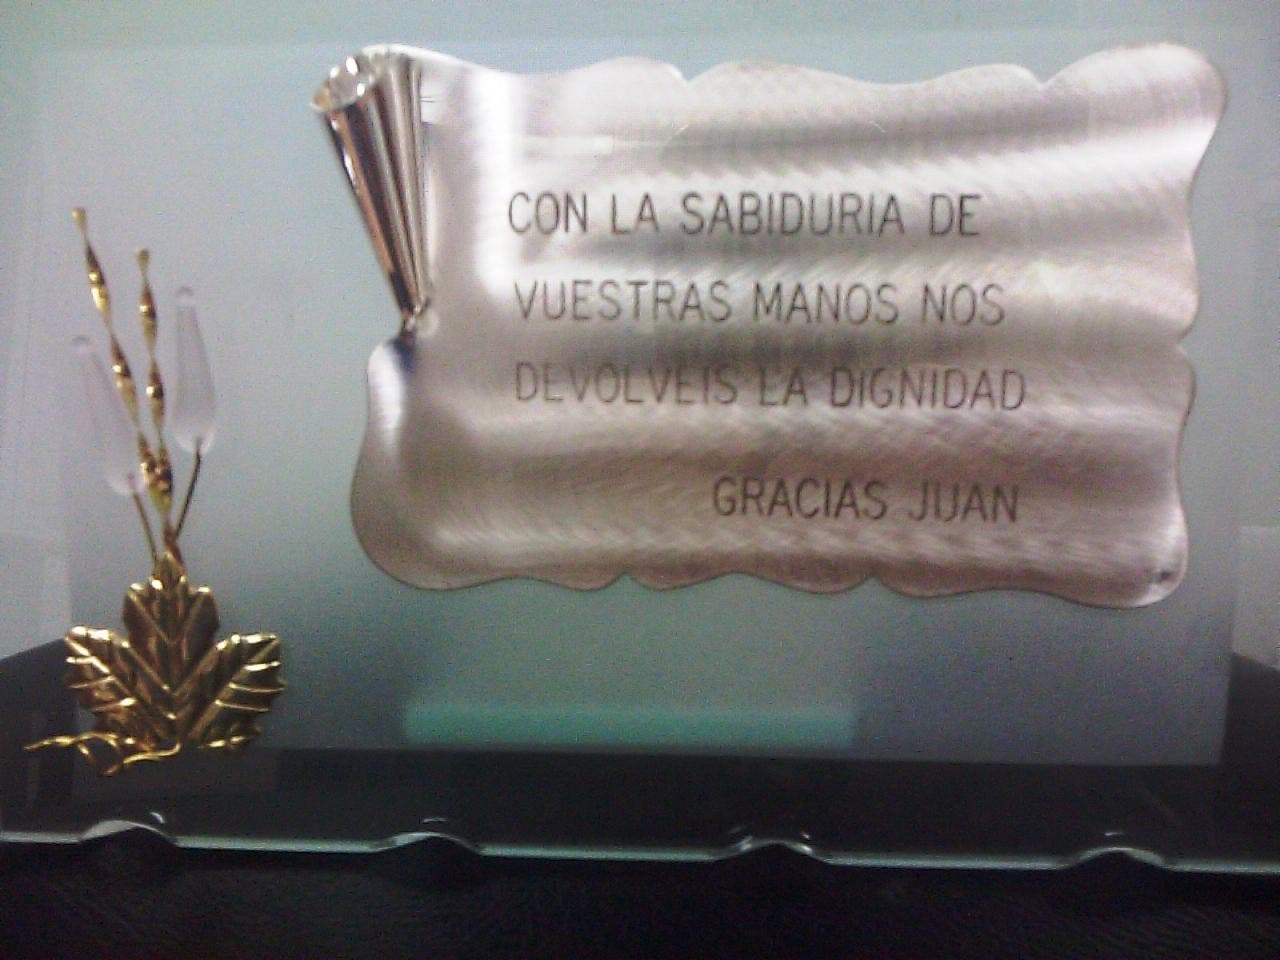 CON LA SABIDURIA DE
VUESTRAS MANOS NOS
DEVOLVEIS LA DIGNIDAD
GRACIAS JUAN